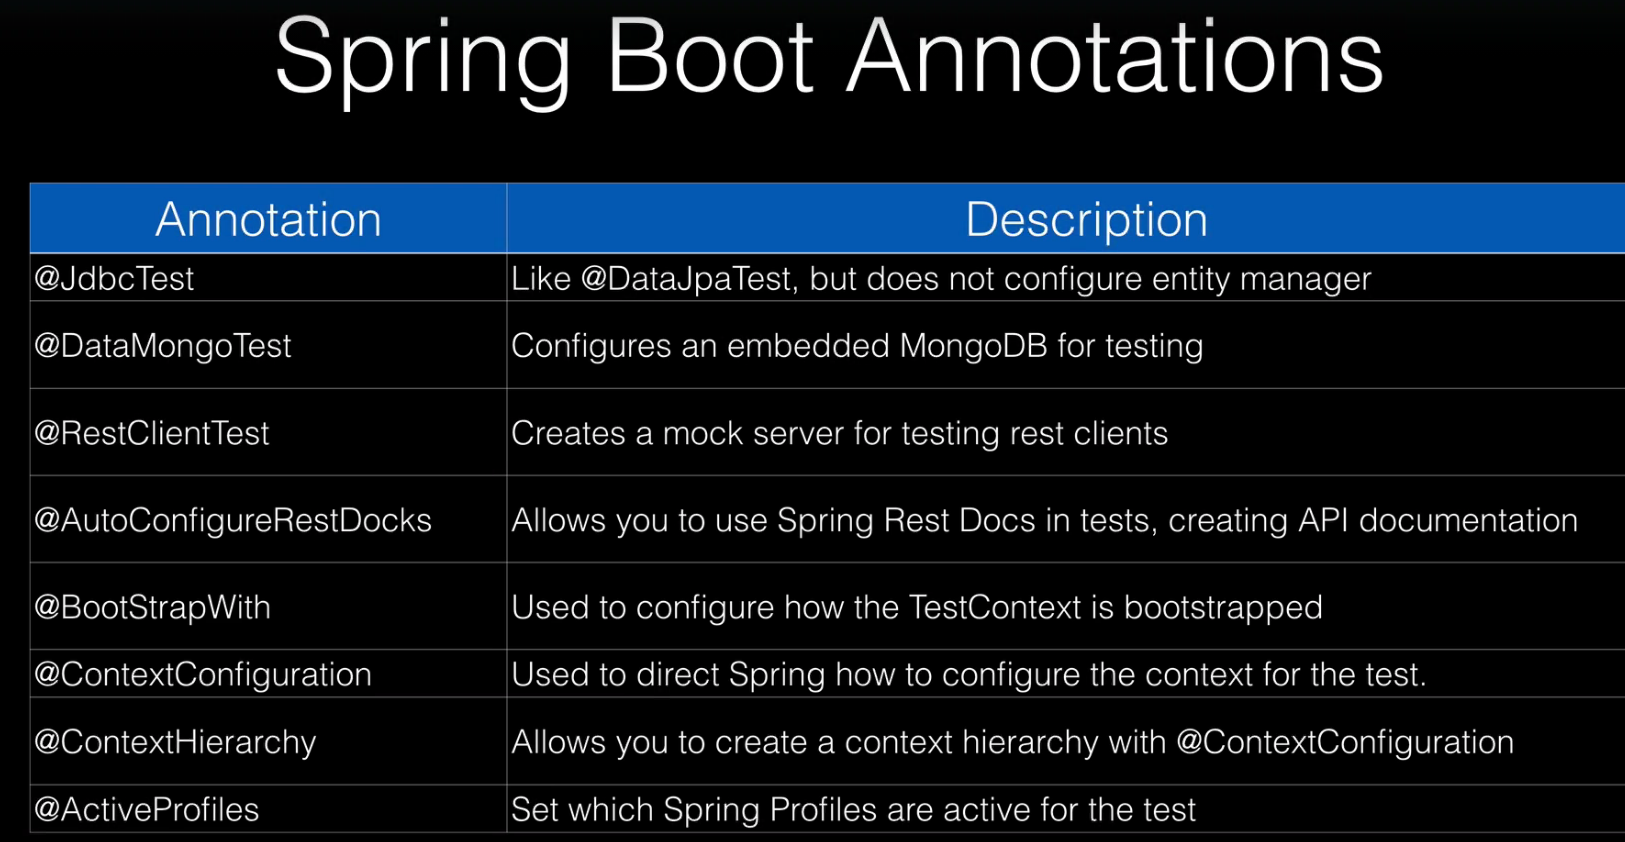 Spring Boot Annotations
Annotation Description
@JdbcTest Like @DataJpaTest, but does not configure entity manager
@DataMongoTest Configures an embedded MongoDB for testing
@RestClientTest Creates a mock server for testing rest clients
@AutoConfigureRestDocks Allows you to use Spring Rest Docs in tests, creating API documentation
@BootStrapWith Used to configure how the TestContext is bootstrapped
@ContextConfiguration Used to direct Spring how to configure the context for the test.
@ContextHierarchy Allows you to create a context hierarchy with @ContextConfiguration
@ActiveProfiles Set which Spring Profiles are active for the test